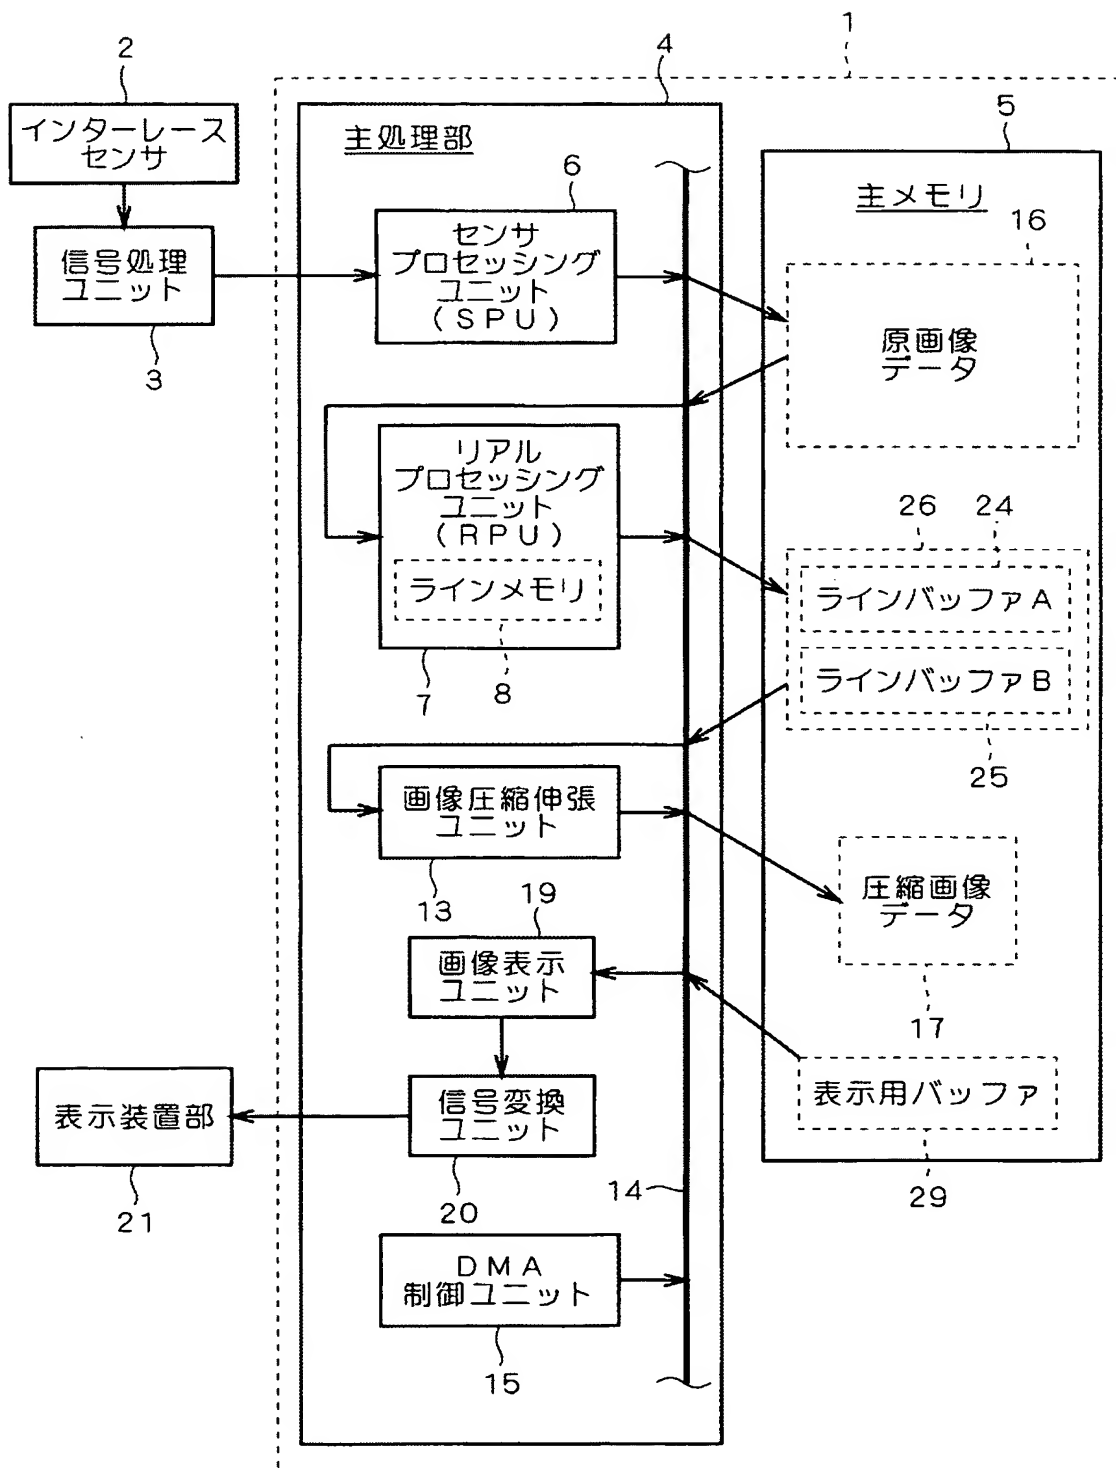 1
2
4
インターレース
センサ
主処理部
5
主メモリ
6
16
信号処理
ユニット
3
センサ
プロセッシング
ユニット
(SPU)
原画像
データ
リアル
プロセッシング
ユニット
(RPU)
ラインメモリ
7
8
26
24
ラインバッファA
ラインバッファB
25
画像圧縮伸張
ユニット
13
19
圧縮画像
データ
17
画像表示
ユニット
表示用バッファ
29
表示装置部
21
信号変換
ユニット
20
14
DMA
制御ユニット
15